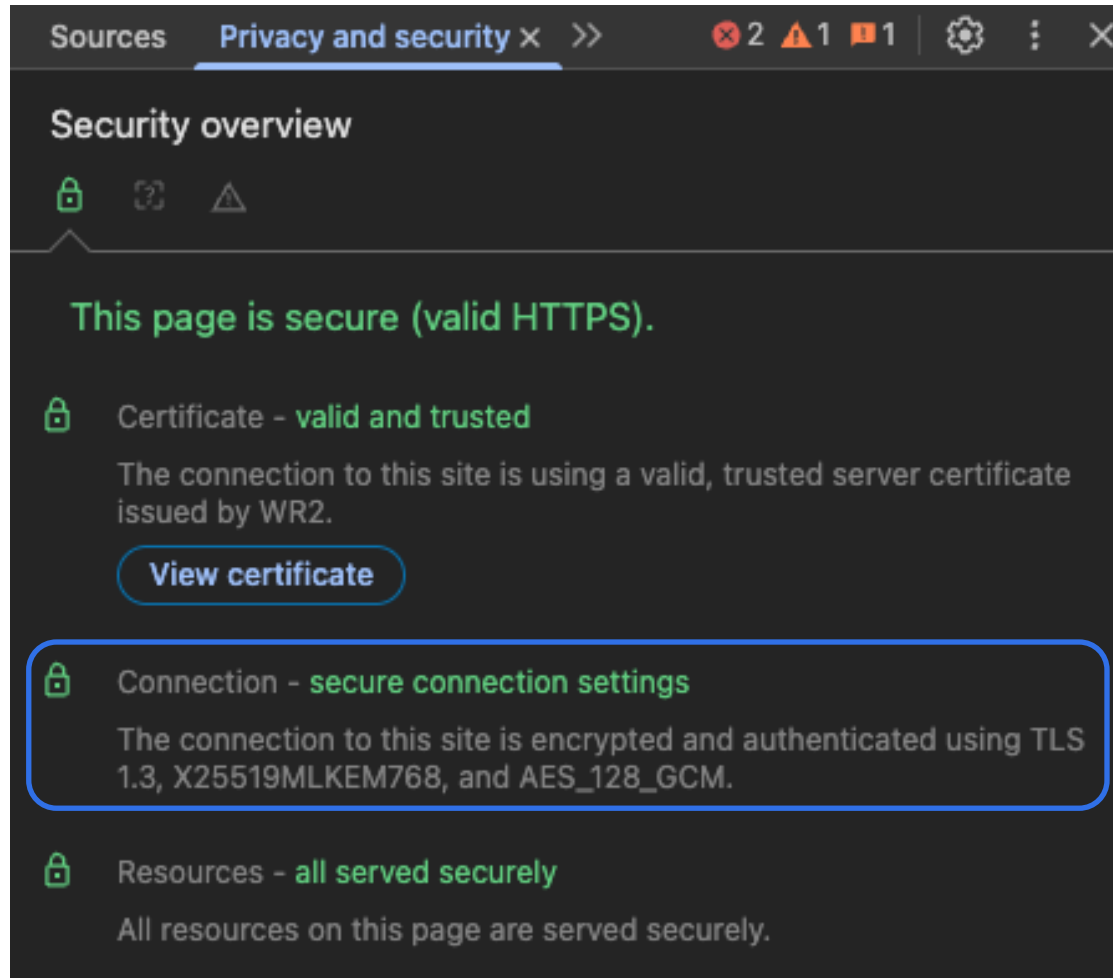 Sources Privacy and security × >> 2 1 1
Security overview
This page is secure (valid HTTPS).
Certificate - valid and trusted
The connection to this site is using a valid, trusted server certificate
issued by WR2.
View certificate
Connection - secure connection settings
The connection to this site is encrypted and authenticated using TLS
1.3, X25519MLKEM768, and AES_128_GCM.
Resources - all served securely
All resources on this page are served securely.